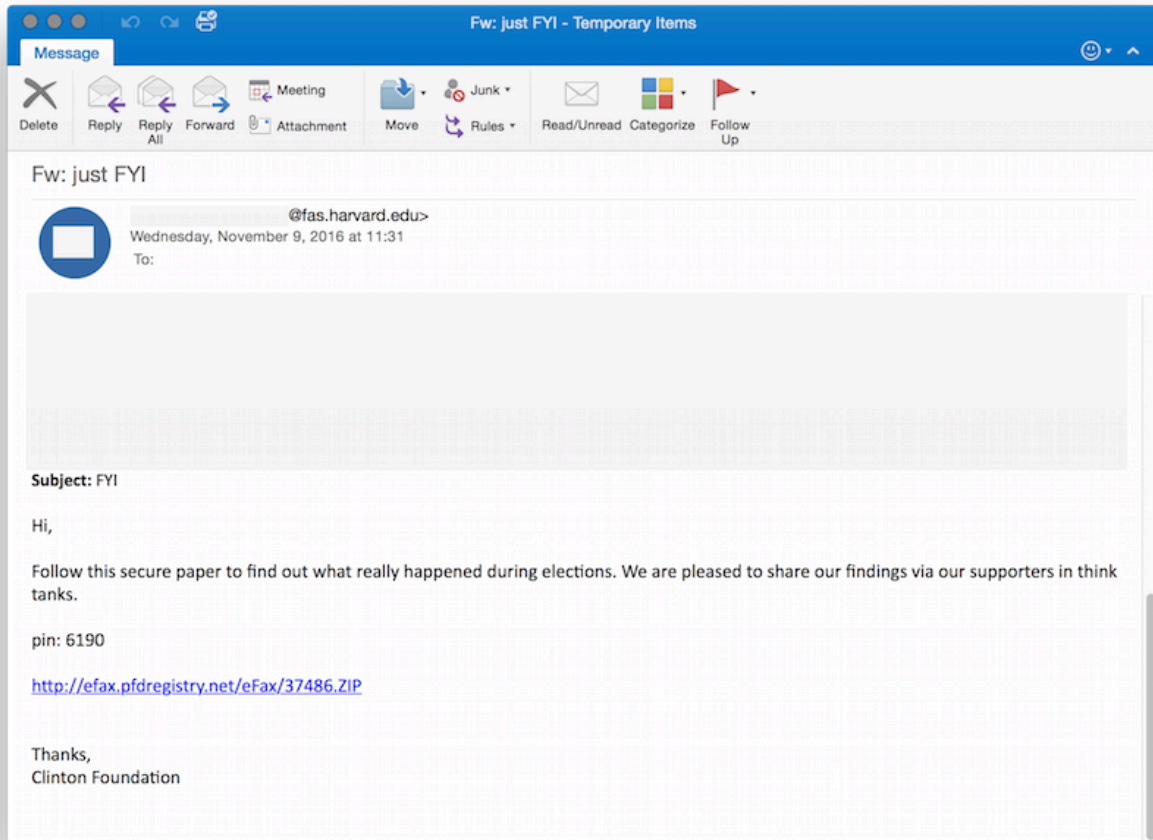 Fw: just FYI - Temporary Items
Message
Delete
Reply
Reply All
Forward
Meeting
Attachment
Move
Junk
Rules
Read/Unread
Categorize
Follow Up
Fw: just FYI
@fas.harvard.edu>
Wednesday, November 9, 2016 at 11:31
To:
Subject: FYI
Hi,
Follow this secure paper to find out what really happened during elections. We are pleased to share our findings via our supporters in think
tanks.
pin: 6190
http://efax.pfdregistry.net/eFax/37486.ZIP
Thanks,
Clinton Foundation